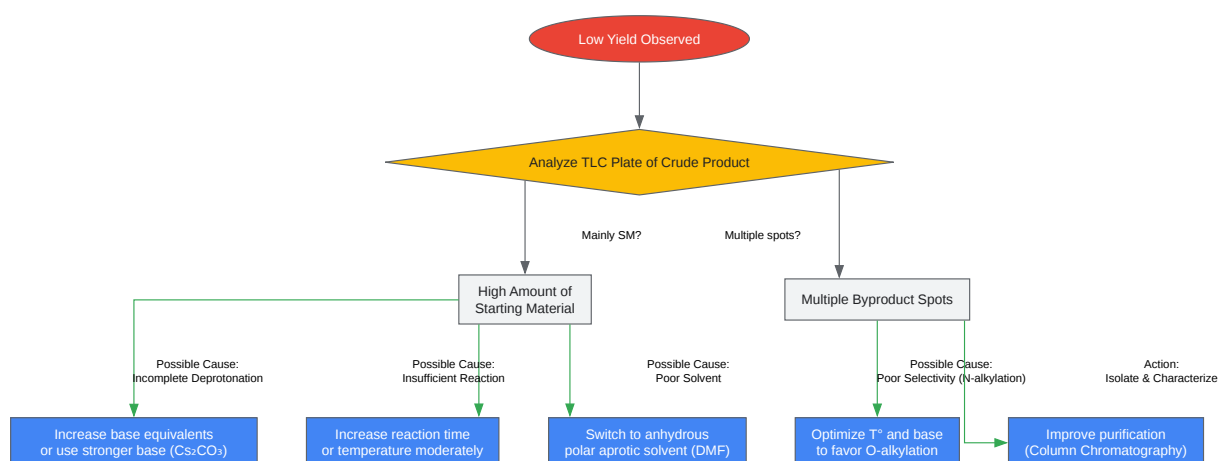 Low Yield Observed
Analyze TLC Plate of Crude Product
Mainly SM?
Multiple spots?
High Amount of
Starting Material
Multiple Byproduct Spots
Possible Cause:
Incomplete Deprotonation
Possible Cause:
Insufficient Reaction
Possible Cause:
Poor Solvent
Possible Cause:
Poor Selectivity (N-alkylation)
Action:
Isolate & Characterize
Increase base equivalents
or use stronger base (Cs₂CO₃)
Increase reaction time
or temperature moderately
Switch to anhydrous
polar aprotic solvent (DMF)
Optimize T° and base
to favor O-alkylation
Improve purification
(Column Chromatography)